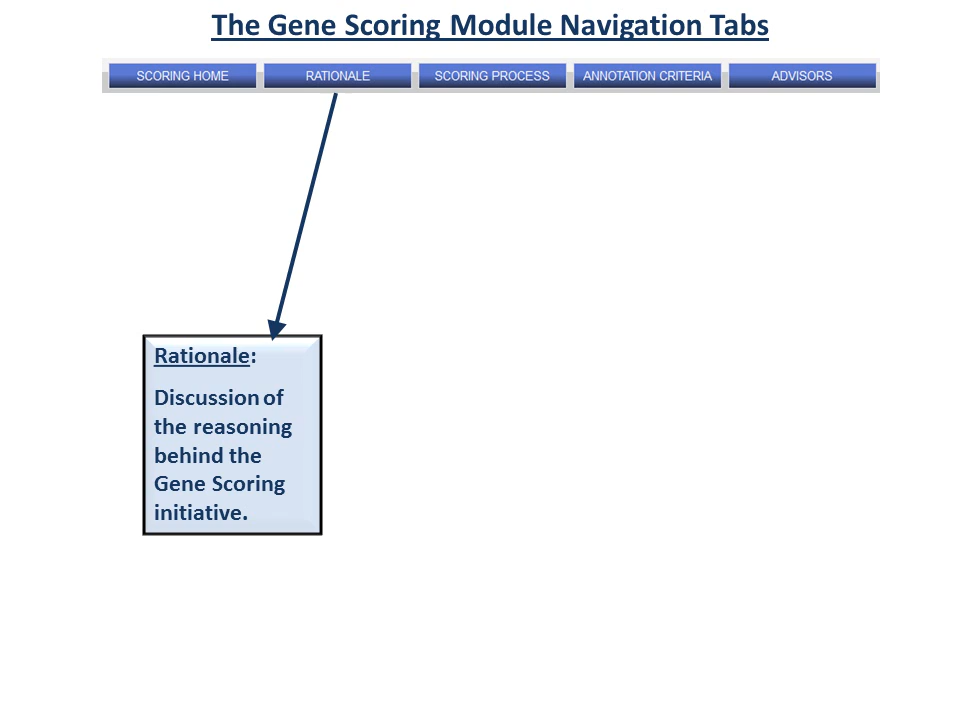 The Gene Scoring Module Navigation Tabs
SCORING HOME RATIONALE SCORING PROCESS ANNOTATION CRITERIA ADVISORS
Rationale:
Discussion of
the reasoning
behind the
Gene Scoring
initiative.